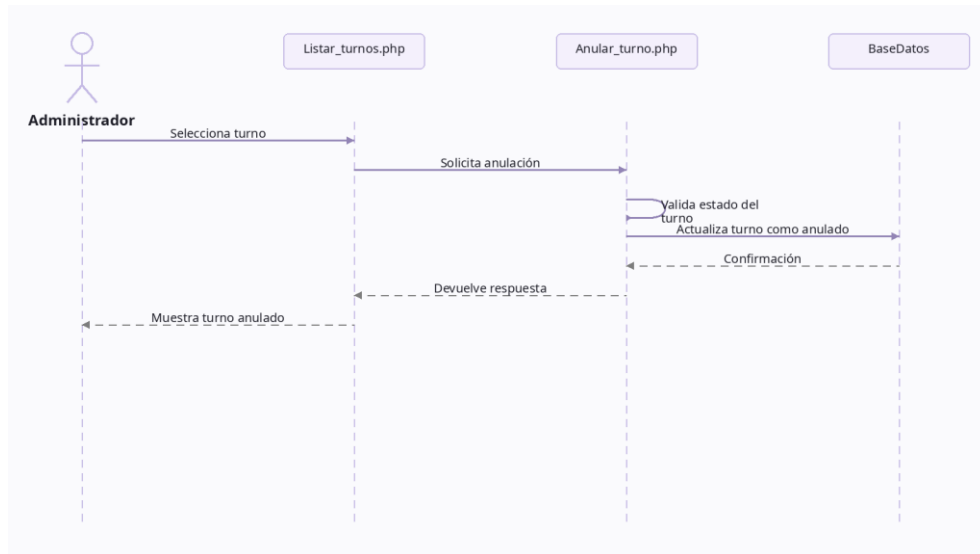 Listar_turnos.php
Anular_turno.php
BaseDatos
Administrador
Selecciona turno
Solicita anulación
Valida estado del
turno
Actualiza turno como anulado
Confirmación
Devuelve respuesta
Muestra turno anulado